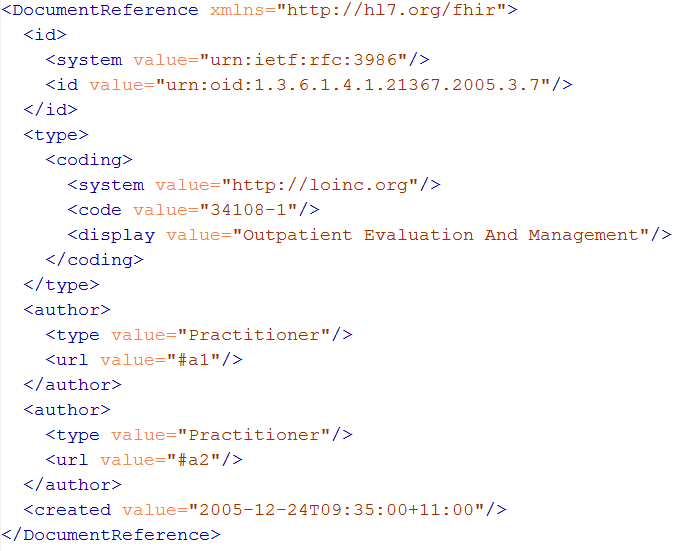 <DocumentReference xmlns="http://hl7.org/fhir">
  <id>
    <system value="urn:ietf:rfc:3986"/>
    <id value="urn:oid:1.3.6.1.4.1.21367.2005.3.7"/>
  </id>
  <type>
    <coding>
      <system value="http://loinc.org"/>
      <code value="34108-1"/>
      <display value="Outpatient Evaluation And Management"/>
    </coding>
  </type>
  <author>
    <type value="Practitioner"/>
    <url value="#a1"/>
  </author>
  <author>
    <type value="Practitioner"/>
    <url value="#a2"/>
  </author>
  <created value="2005-12-24T09:35:00+11:00"/>
</DocumentReference>